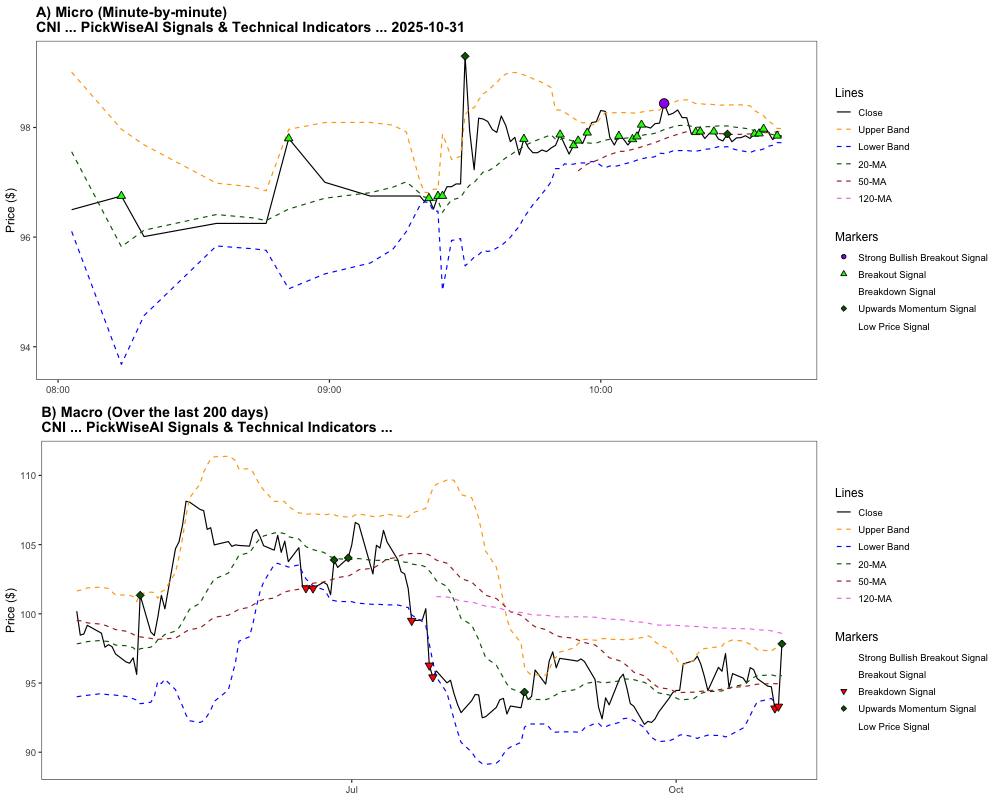 A) Micro (Minute-by-minute)
CNI ... PickWiseAI Signals & Technical Indicators ... 2025-10-31
Price ($)
98
96
94
08:00
09:00
10:00
Lines
Close
Upper Band
Lower Band
20-MA
50-MA
120-MA
Markers
Strong Bullish Breakout Signal
Breakout Signal
Breakdown Signal
Upwards Momentum Signal
Low Price Signal
B) Macro (Over the last 200 days)
CNI ... PickWiseAI Signals & Technical Indicators ...
Price ($)
110
105
100
95
90
Jul
Oct
Lines
Close
Upper Band
Lower Band
20-MA
50-MA
120-MA
Markers
Strong Bullish Breakout Signal
Breakout Signal
Breakdown Signal
Upwards Momentum Signal
Low Price Signal